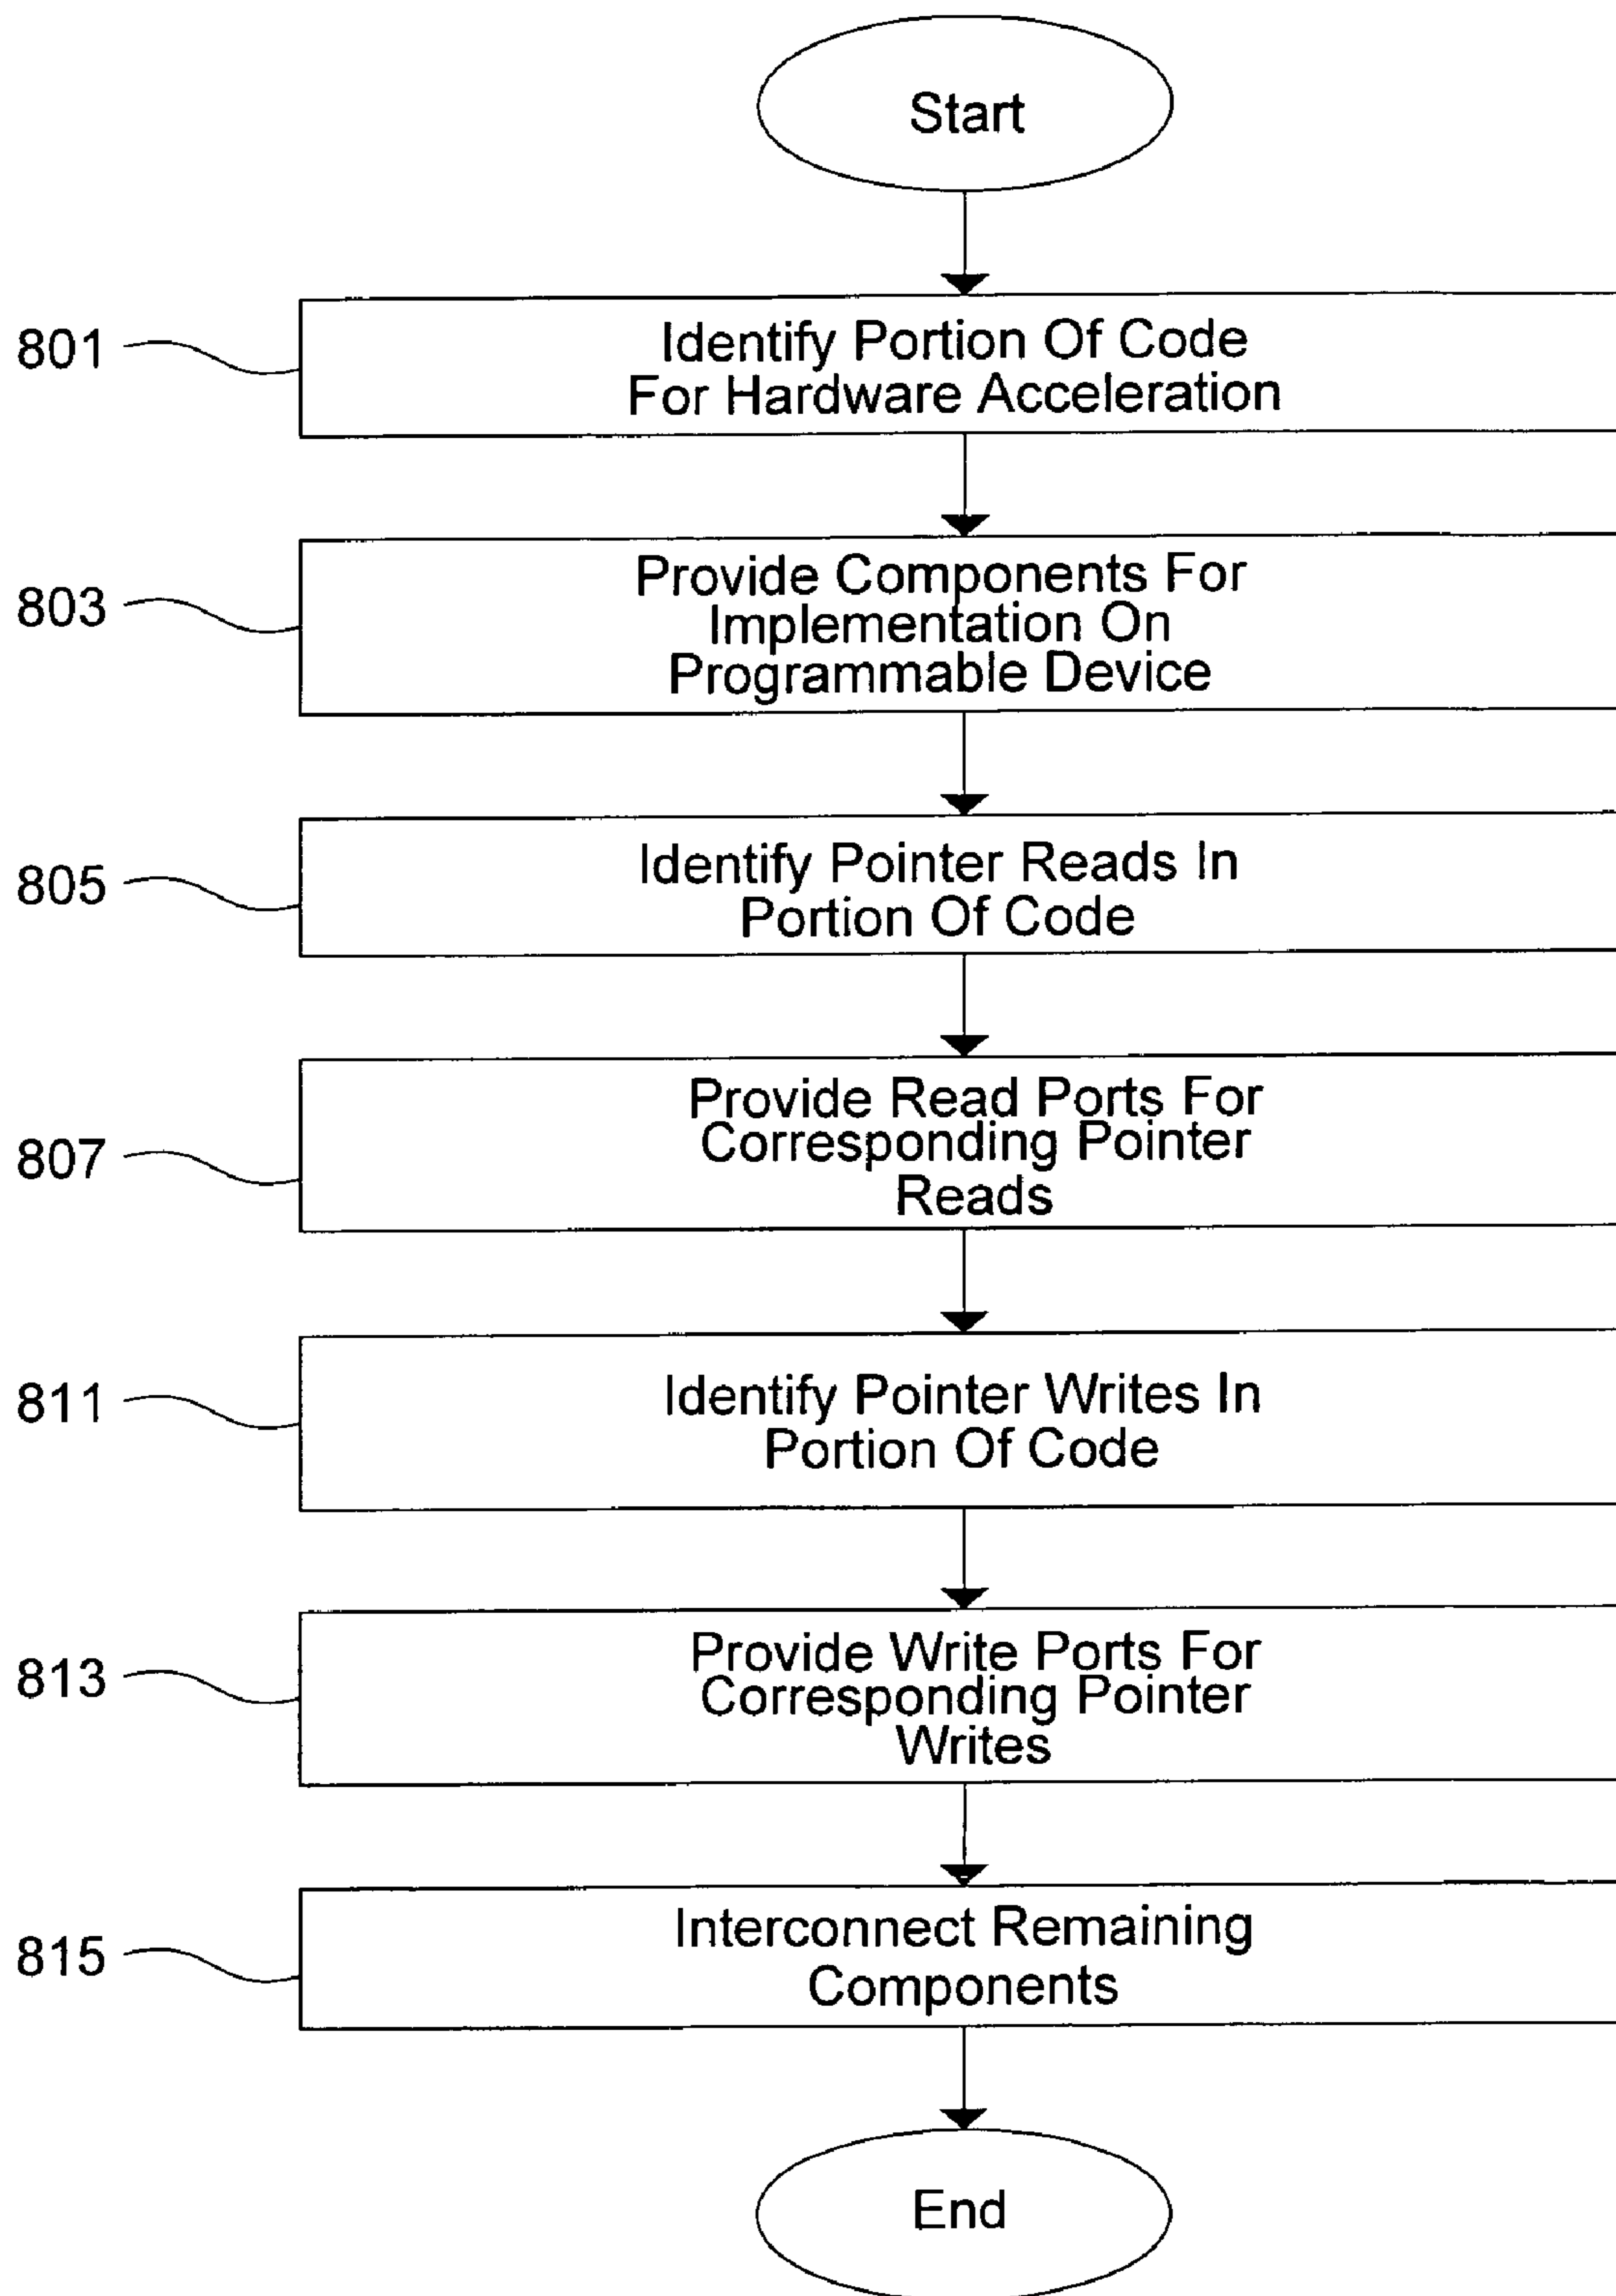 Start
801
Identify Portion Of Code
For Hardware Acceleration
803
Provide Components For
Implementation On
Programmable Device
805
Identify Pointer Reads In
Portion Of Code
807
Provide Read Ports For
Corresponding Pointer
Reads
811
Identify Pointer Writes In
Portion Of Code
813
Provide Write Ports For
Corresponding Pointer
Writes
815
Interconnect Remaining
Components
End